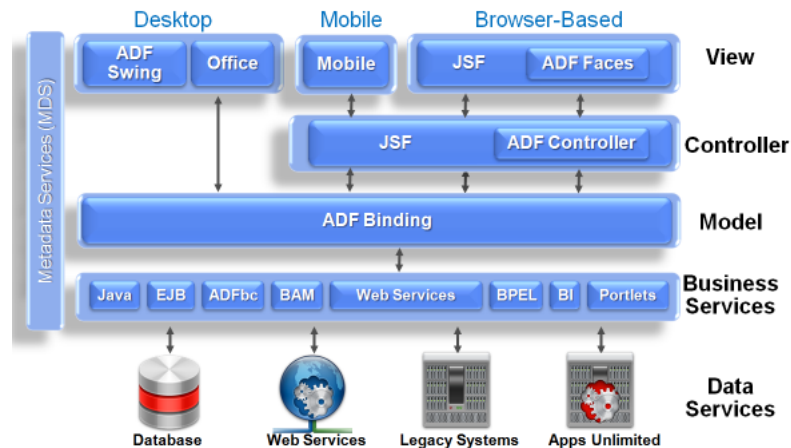 Desktop
Mobile
Browser-Based
Metadata Services (MDS)
ADF
Swing
Office
Mobile
JSF
ADF Faces
View
JSF
ADF Controller
Controller
ADF Binding
Model
Java
EJB
ADFbc
BAM
Web Services
BPEL
BI
Portlets
Business
Services
Database
Web Services
Legacy Systems
Apps Unlimited
Data
Services